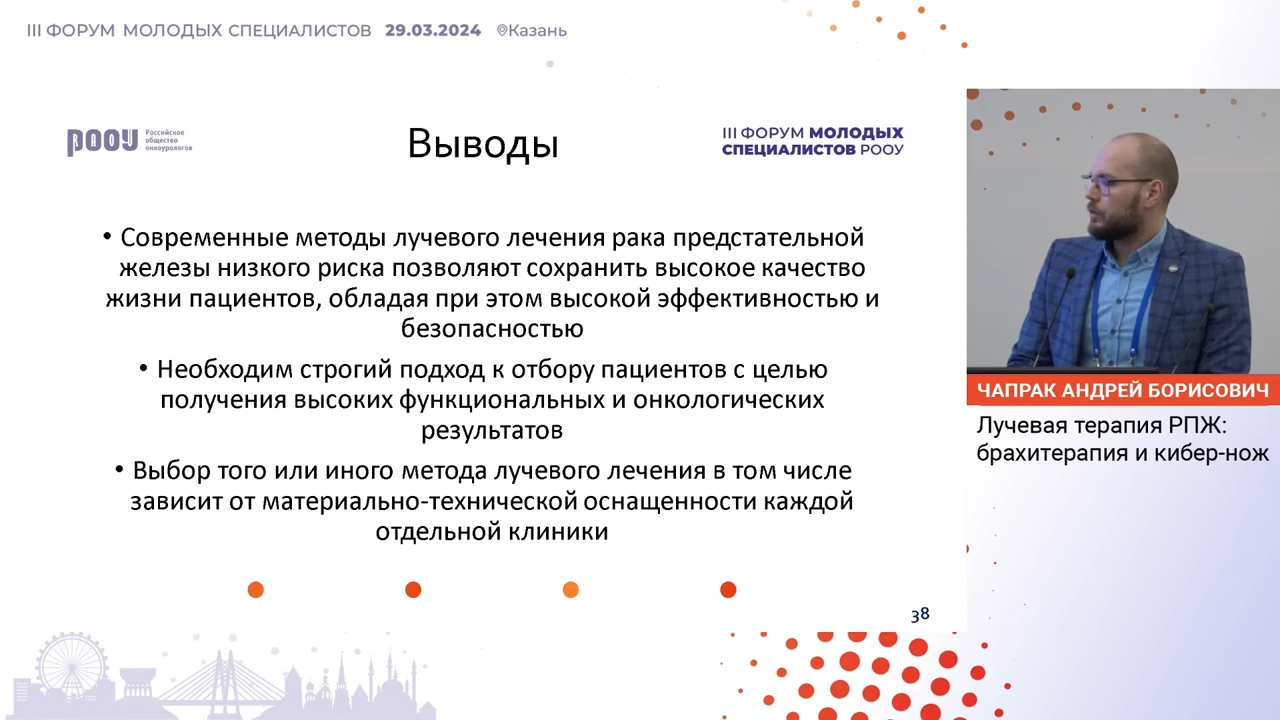 III ФОРУМ МОЛОДЫХ СПЕЦИАЛИСТОВ 29.03.2024 Казань
РООУ
Российское
общество
онкоурологов
Выводы
III ФОРУМ МОЛОДЫХ
СПЕЦИАЛИСТОВ РООУ
• Современные методы лучевого лечения рака предстательной
железы низкого риска позволяют сохранить высокое качество
жизни пациентов, обладая при этом высокой эффективностью и
безопасностью
• Необходим строгий подход к отбору пациентов с целью
получения высоких функциональных и онкологических
результатов
• Выбор того или иного метода лучевого лечения в том числе
зависит от материально-технической оснащенности каждой
отдельной клиники
38
ЧАПРАК АНДРЕЙ БОРИСОВИЧ
Лучевая терапия РПЖ:
брахитерапия и кибер-нож